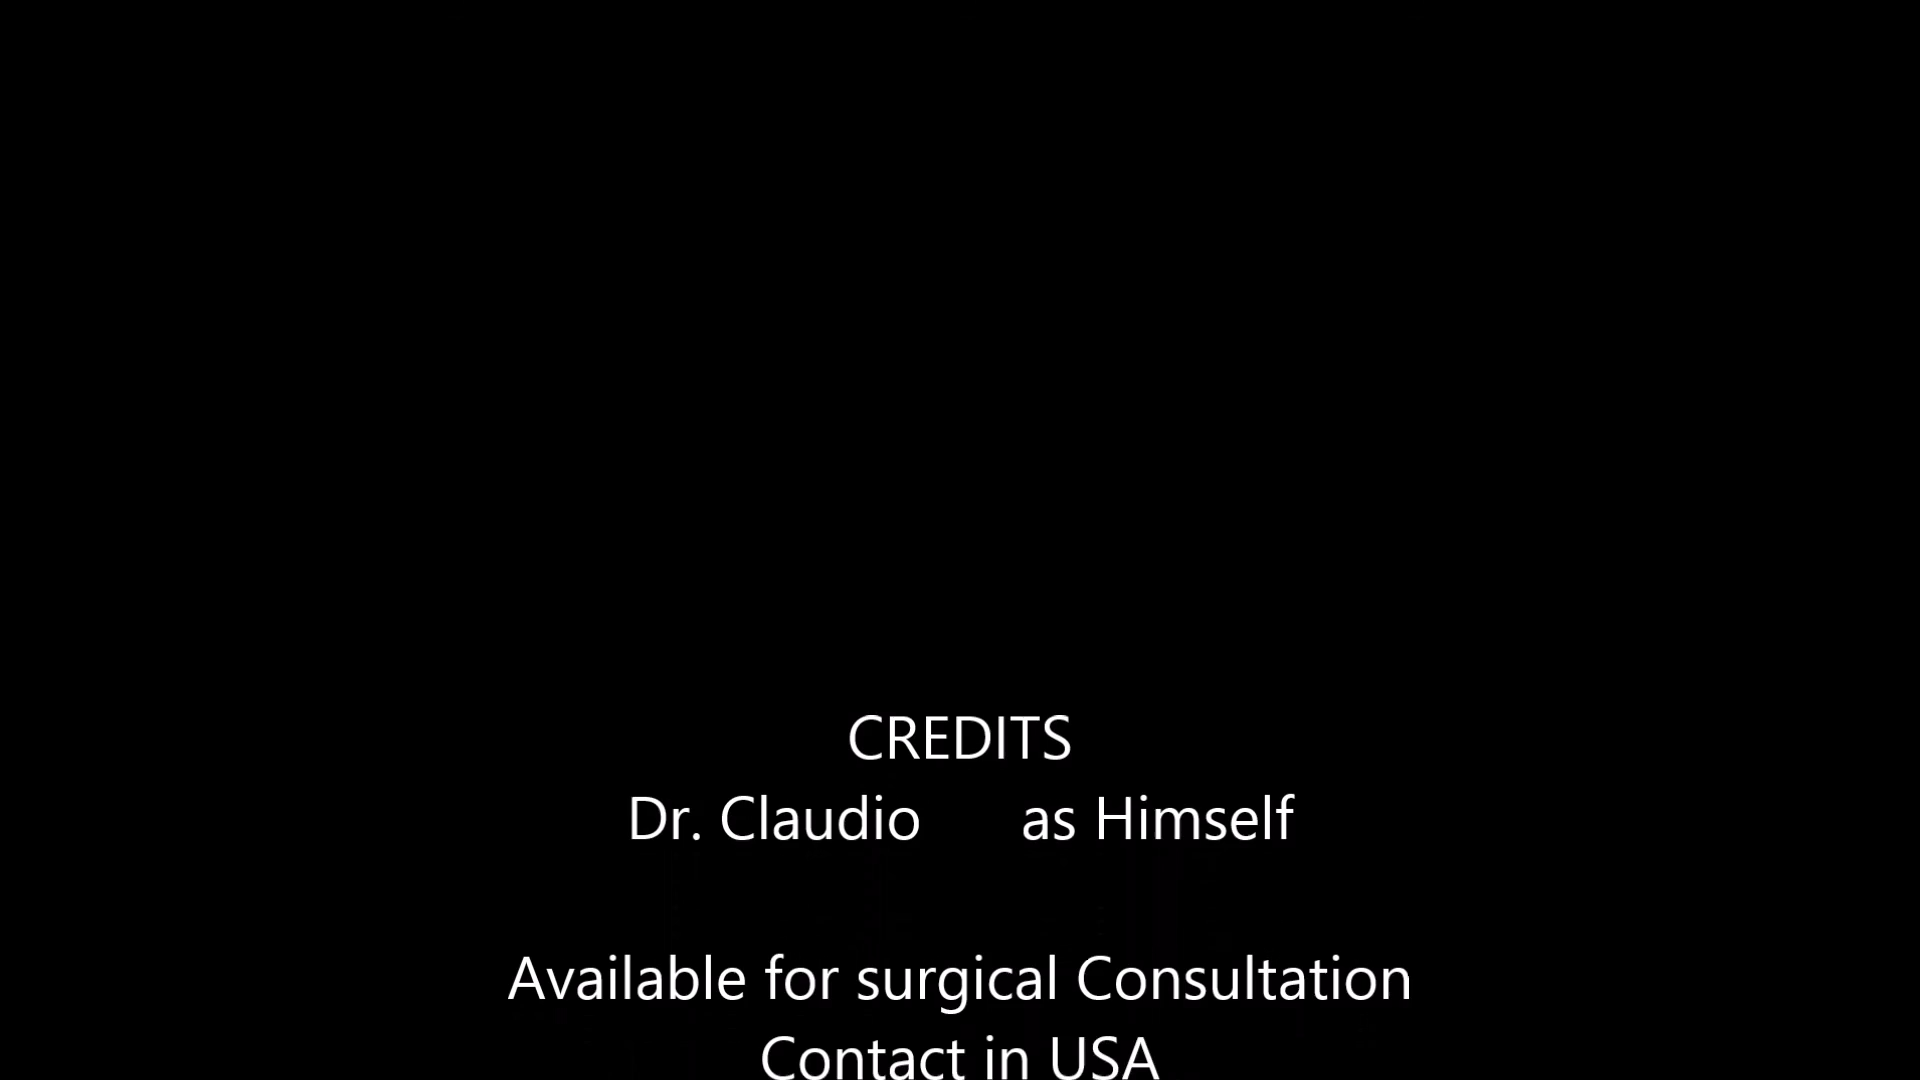 CREDITS
Dr. Claudio as Himself
Available for surgical Consultation
Contact in USA